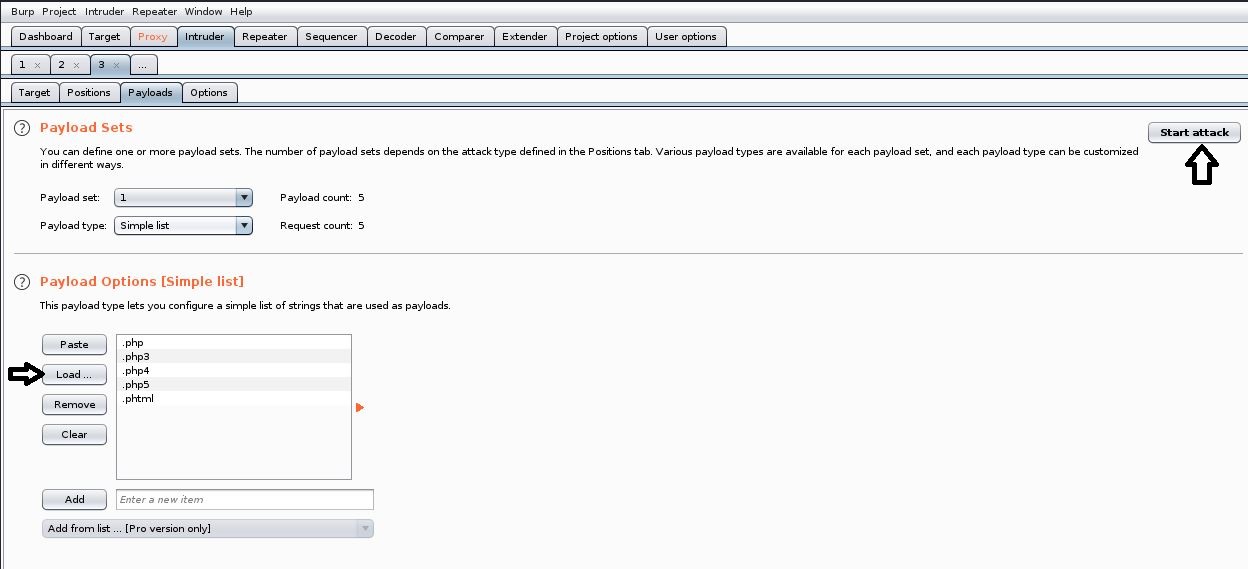 Burp Project Intruder Repeater Window Help
Dashboard Target Proxy Intruder Repeater Sequencer Decoder Comparer Extender Project options User options
1 × 2 × 3 × ...
Target Positions Payloads Options
? Payload Sets
Start attack
You can define one or more payload sets. The number of payload sets depends on the attack type defined in the Positions tab. Various payload types are available for each payload set, and each payload type can be customized
in different ways.
Payload set: 1 Payload count: 5
Payload type: Simple list Request count: 5
? Payload Options [Simple list]
This payload type lets you configure a simple list of strings that are used as payloads.
Paste
Load ...
Remove
Clear
.php
.php3
.php4
.php5
.phtml
Add Enter a new item
Add from list ... [Pro version only]